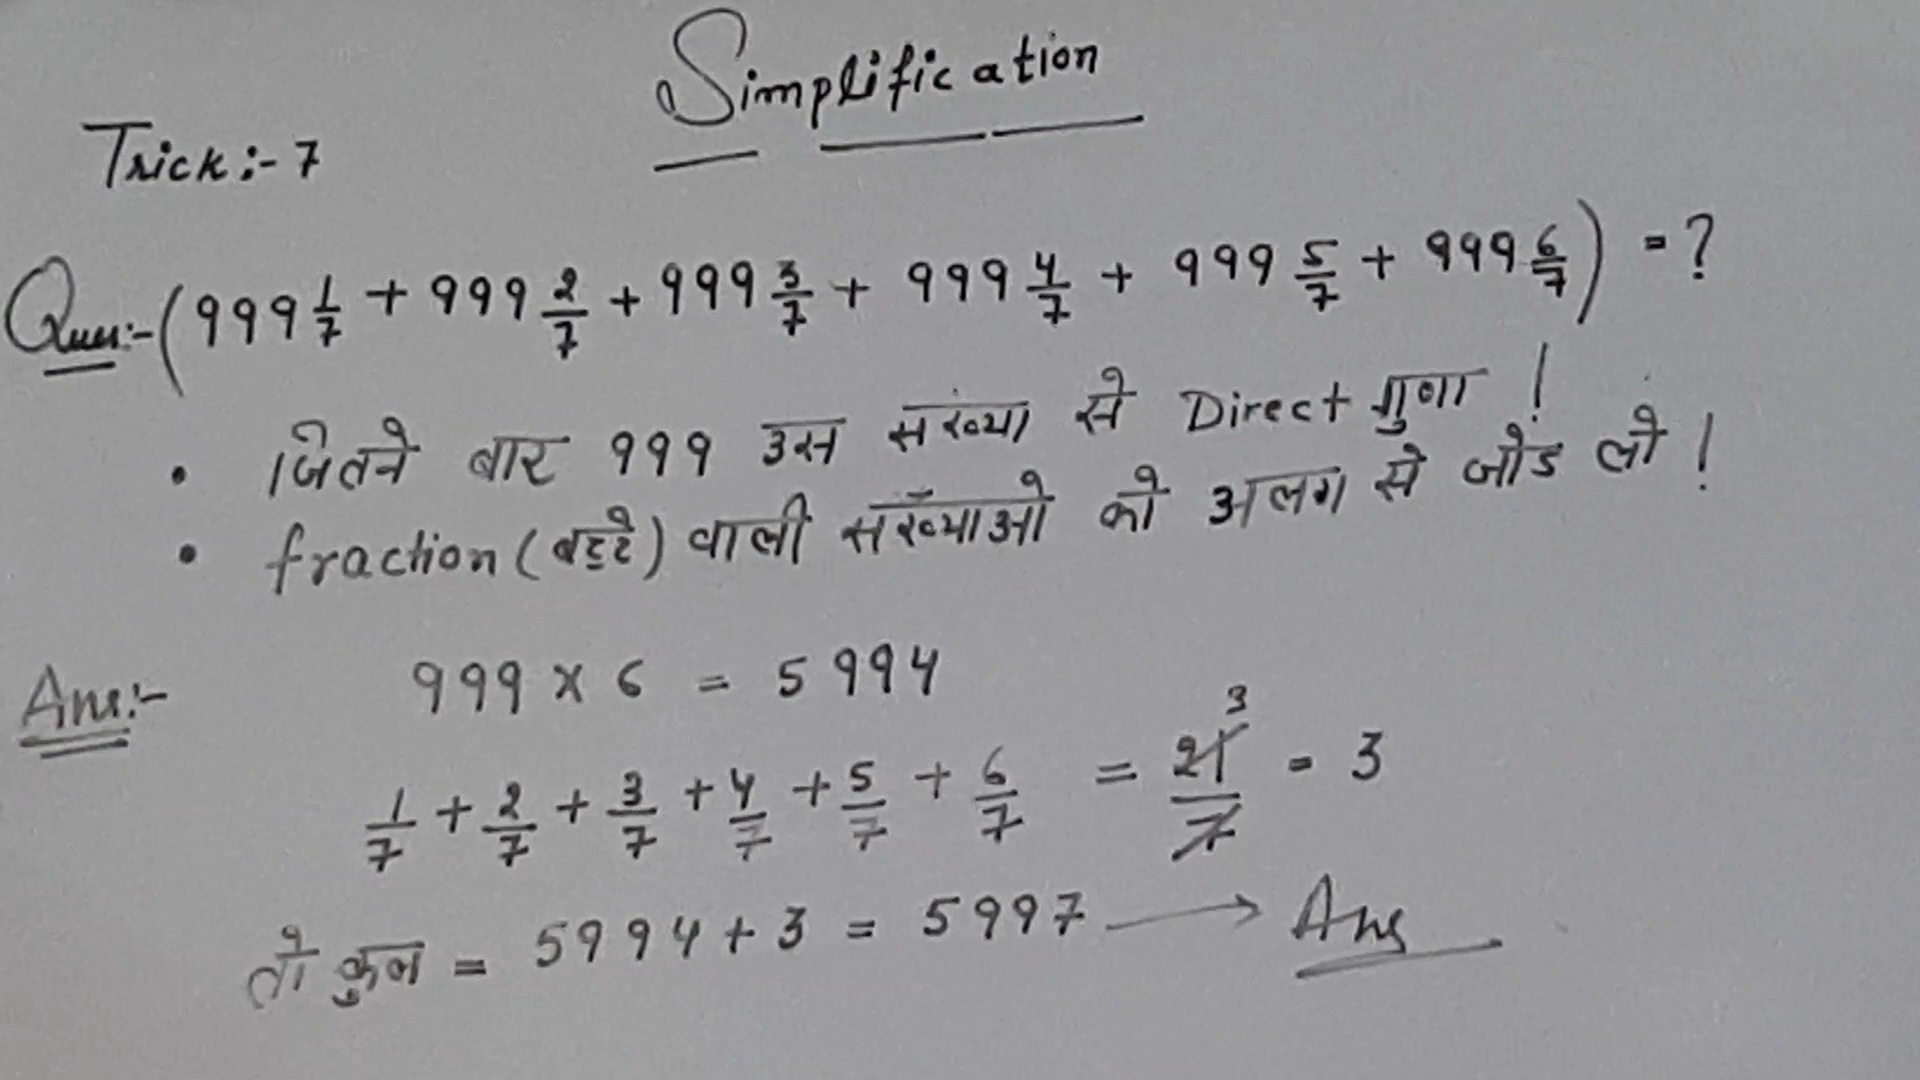 Simplification
Trick:- 7
Ques:- (999 1/7 + 999 2/7 + 999 3/7 + 999 4/7 + 999 5/7 + 999 6/7) = ?
• जितने बार 999 उस संख्या से Direct गुणा !
• fraction (बट्टे) वाली सँख्याओ को अलग से जोड लो !
Ans:- 999 × 6 = 5994
1/7 + 2/7 + 3/7 + 4/7 + 5/7 + 6/7 = 21/7 3 = 3
तो कुल = 5994 + 3 = 5997 → Ans